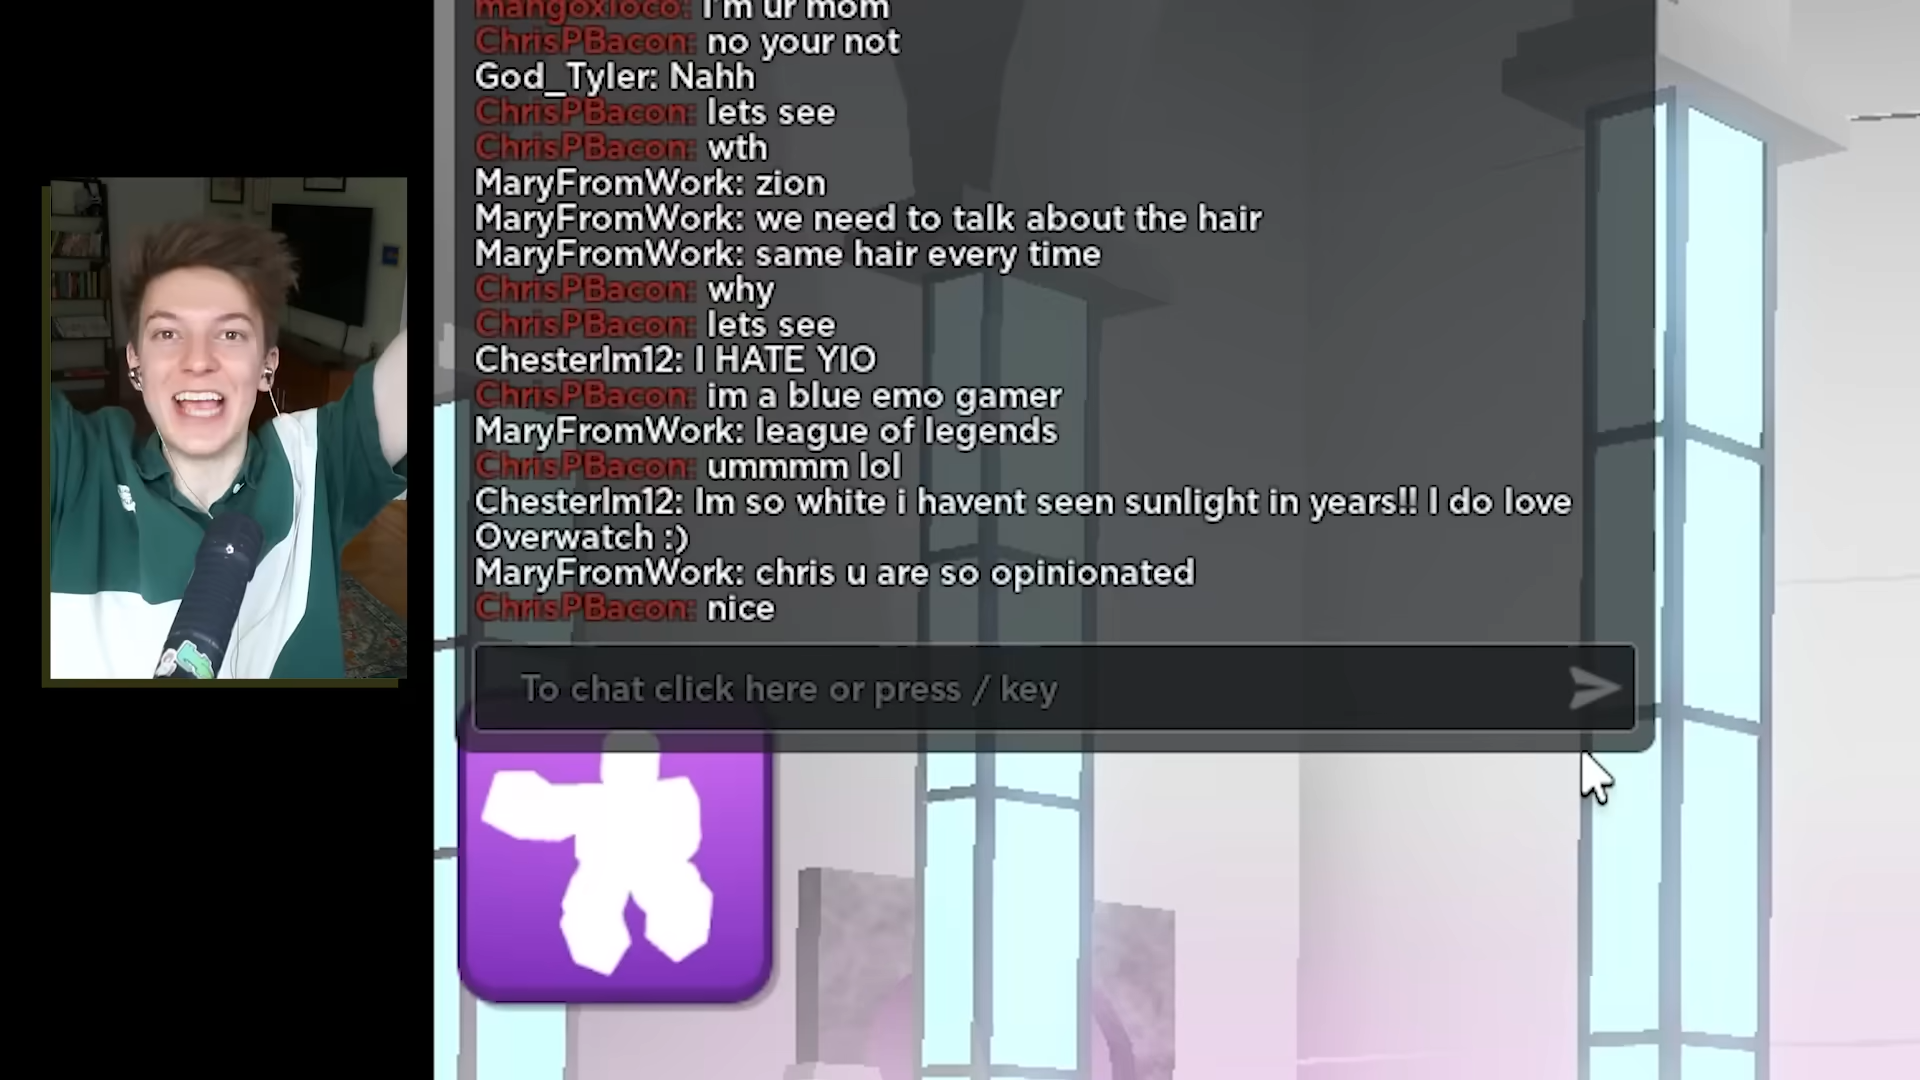 mangoxloco: I'm ur mom
ChrisPBacon: no your not
God_Tyler: Nahh
ChrisPBacon: lets see
ChrisPBacon: wth
MaryFromWork: zion
MaryFromWork: we need to talk about the hair
MaryFromWork: same hair every time
ChrisPBacon: why
ChrisPBacon: lets see
ChesterIm12: I HATE YIO
ChrisPBacon: im a blue emo gamer
MaryFromWork: league of legends
ChrisPBacon: ummmm lol
ChesterIm12: Im so white i havent seen sunlight in years!! I do love
Overwatch :)
MaryFromWork: chris u are so opinionated
ChrisPBacon: nice
To chat click here or press / key